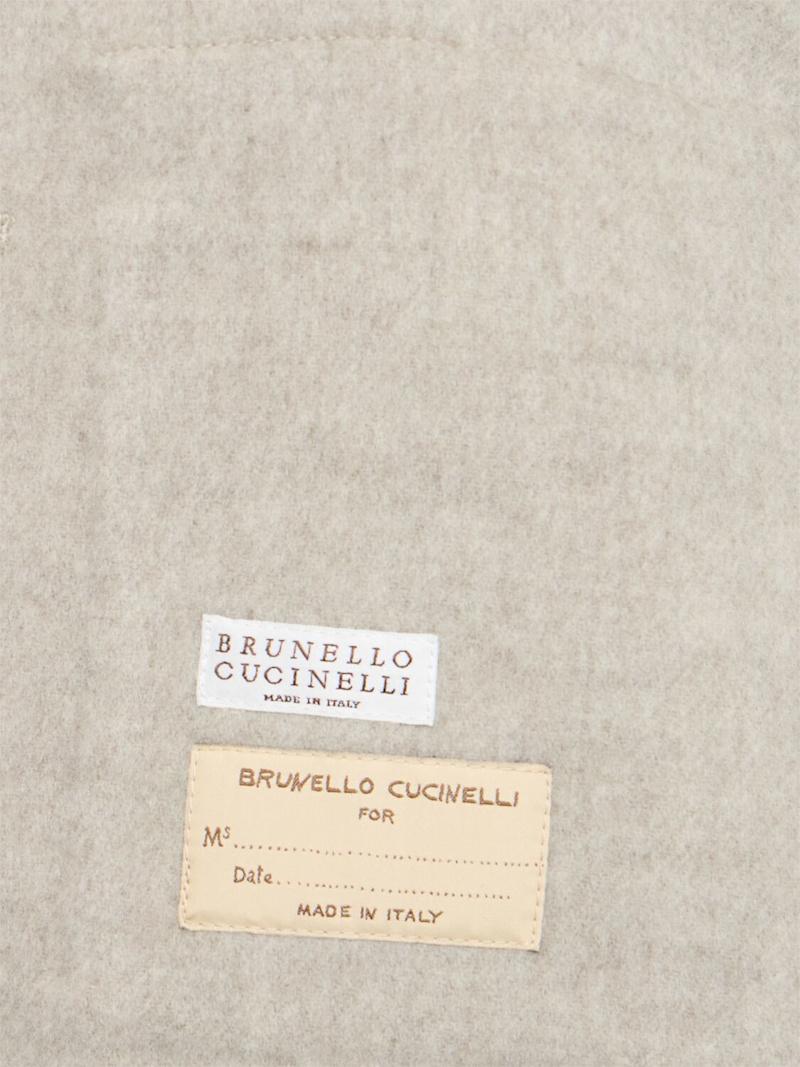 BRUNELLO
CUCINELLI
MADE IN ITALY
BRUNELLO CUCINELLI
FOR
Ms..............................................
Date...................................
MADE IN ITALY